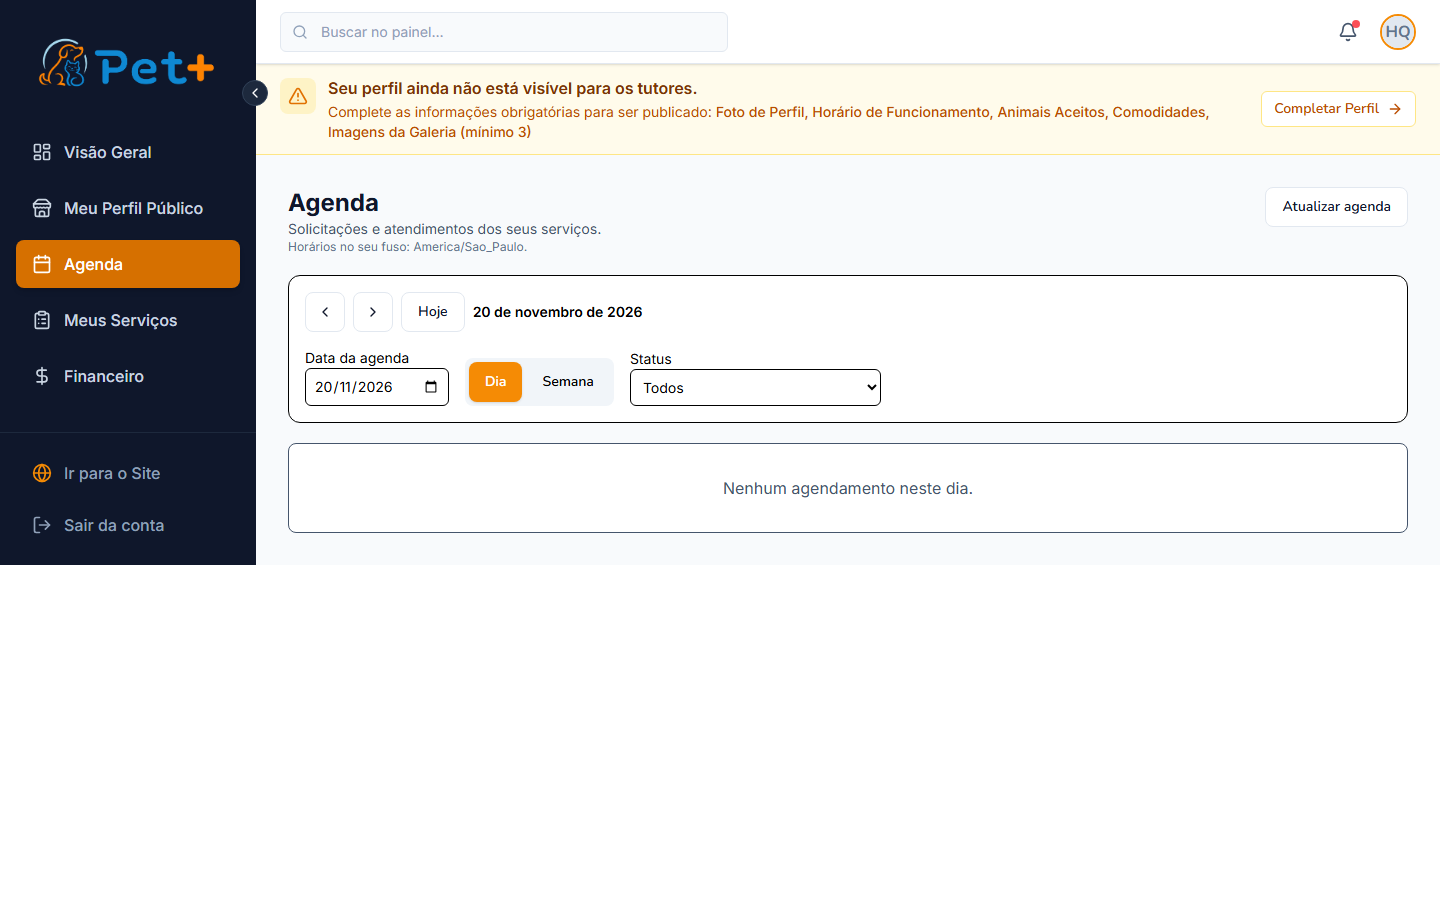 Pet+
Visão Geral
Meu Perfil Público
Agenda
Meus Serviços
Financeiro
Ir para o Site
Sair da conta
Buscar no painel...
HQ
Seu perfil ainda não está visível para os tutores.
Complete as informações obrigatórias para ser publicado: Foto de Perfil, Horário de Funcionamento, Animais Aceitos, Comodidades,
Imagens da Galeria (mínimo 3)
Completar Perfil
Agenda
Solicitações e atendimentos dos seus serviços.
Horários no seu fuso: America/Sao_Paulo.
Atualizar agenda
Hoje
20 de novembro de 2026
Data da agenda
20/11/2026
Dia
Semana
Status
Todos
Nenhum agendamento neste dia.